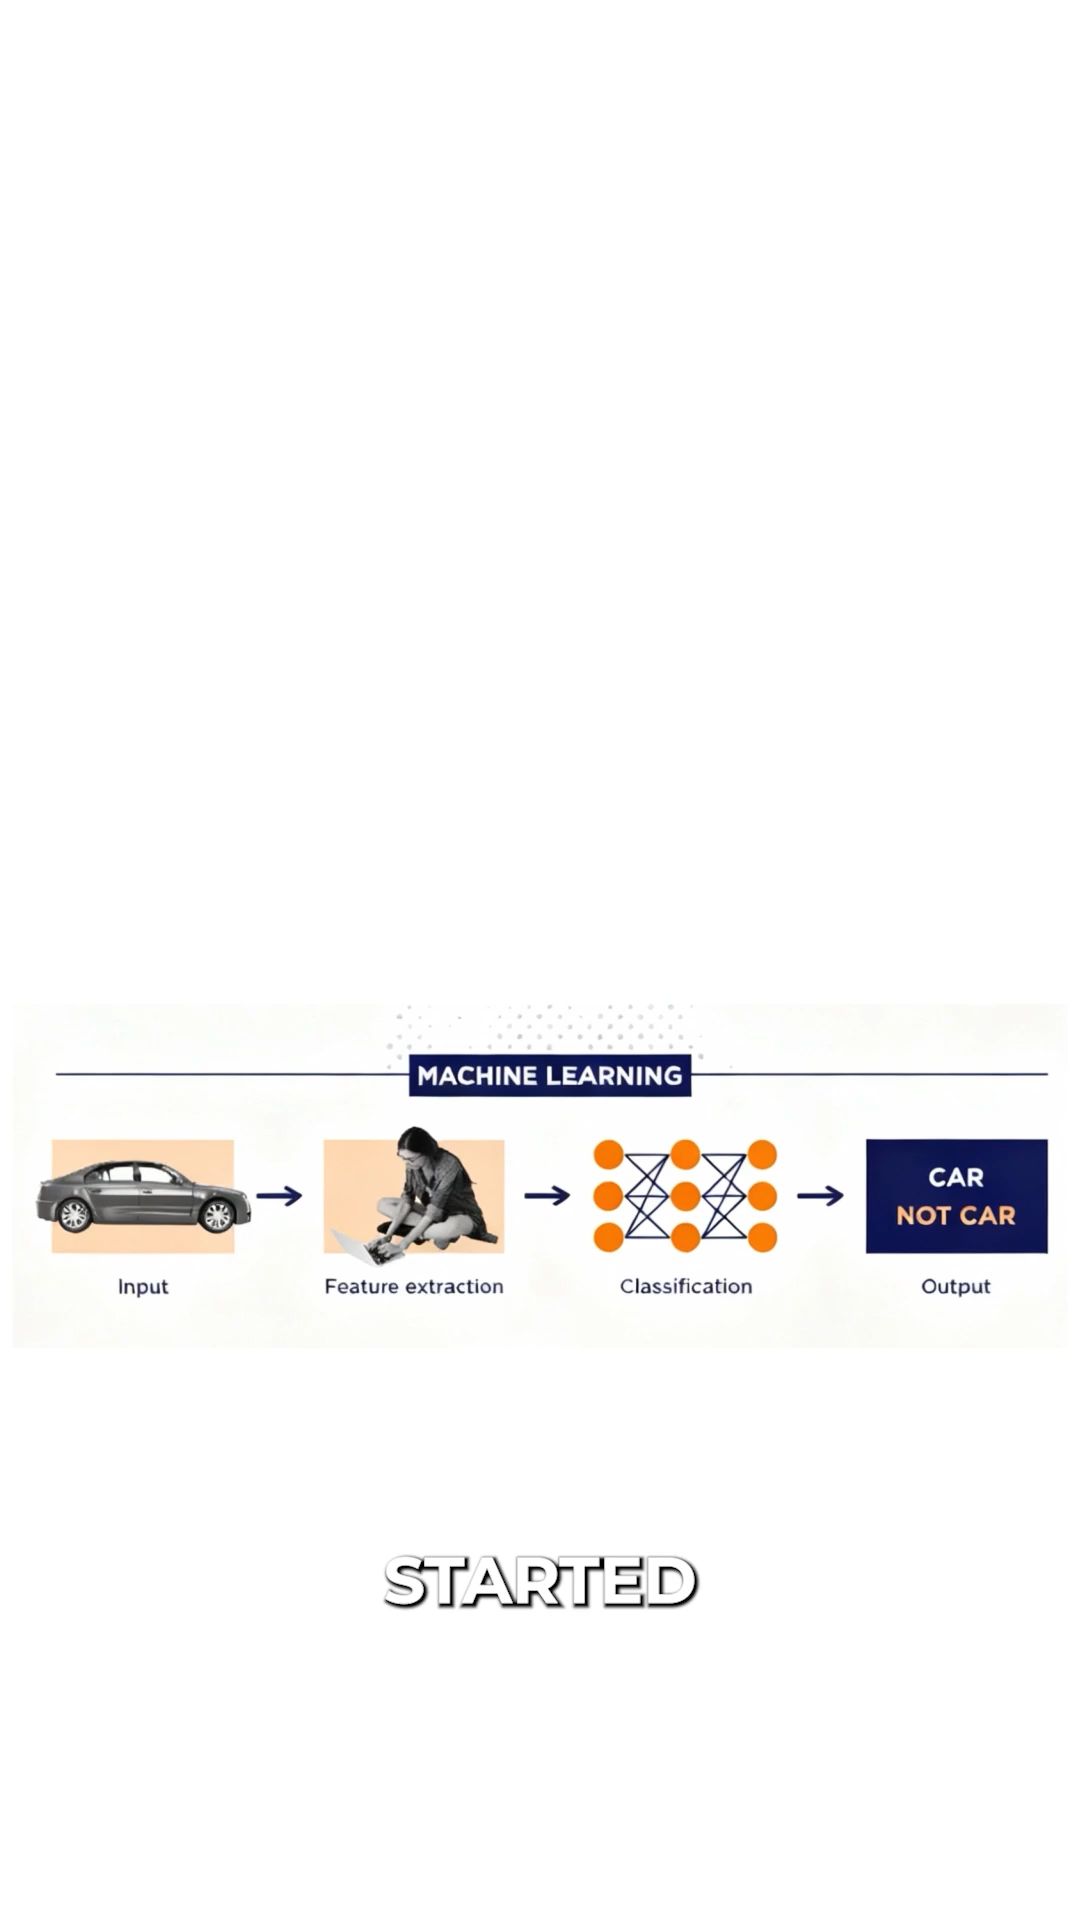 MACHINE LEARNING
CAR
NOT CAR
Input
Feature extraction
Classification
Output
STARTED